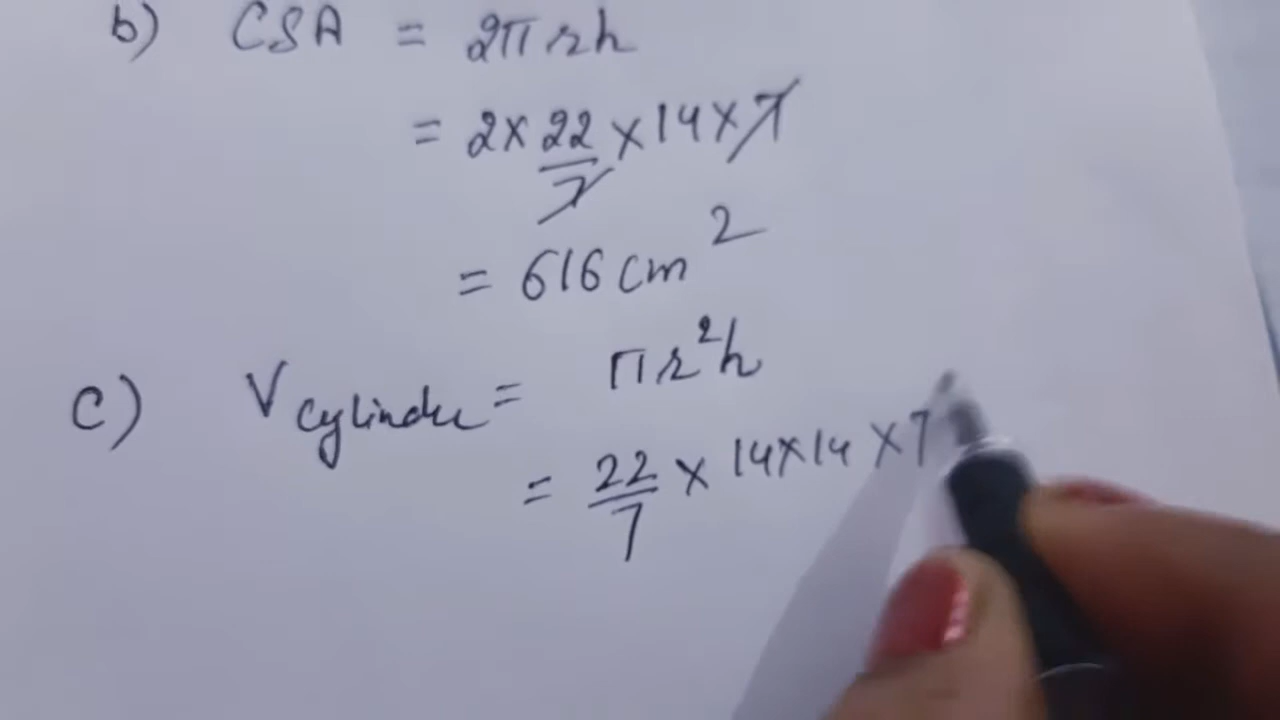 b) CSA = 2πrh
= 2 × 22/7 × 14 × 7
= 616 cm²
c) V cylinder = πr²h
= 22/7 × 14 × 14 × 7